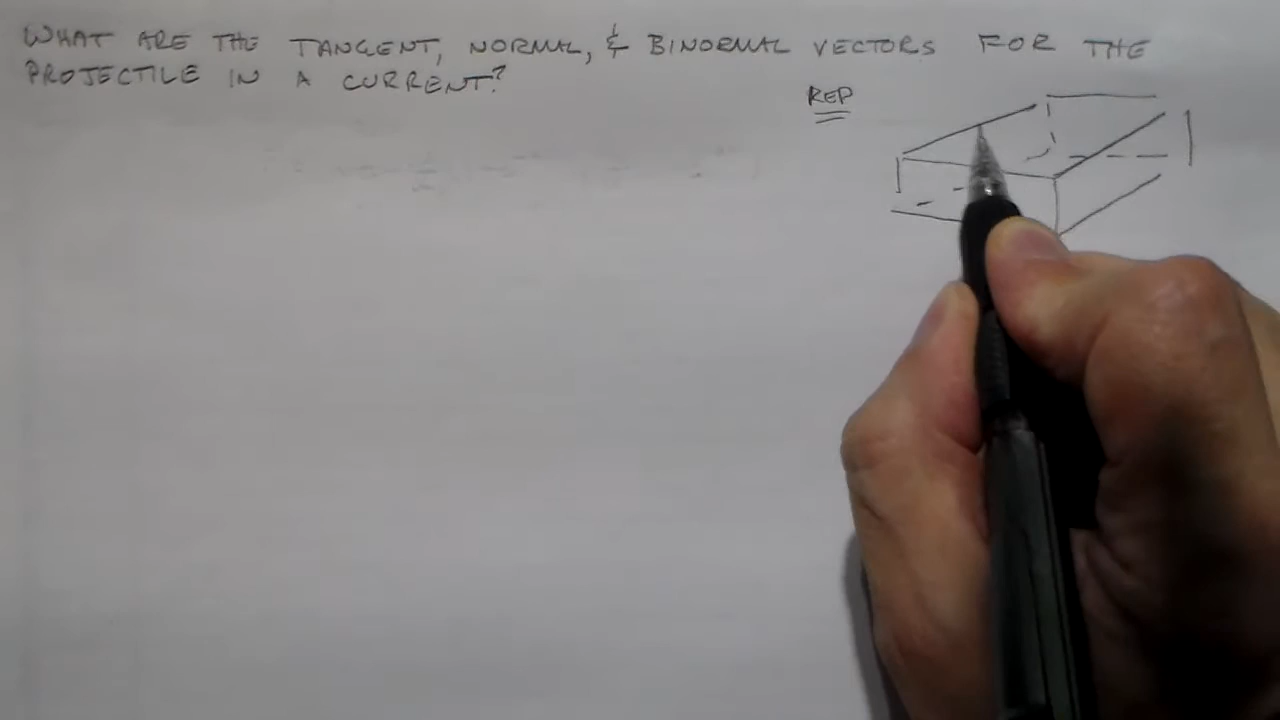 WHAT ARE THE TANGENT, NORMAL, & BINORMAL VECTORS FOR THE
PROJECTILE IN A CURRENT?
REP